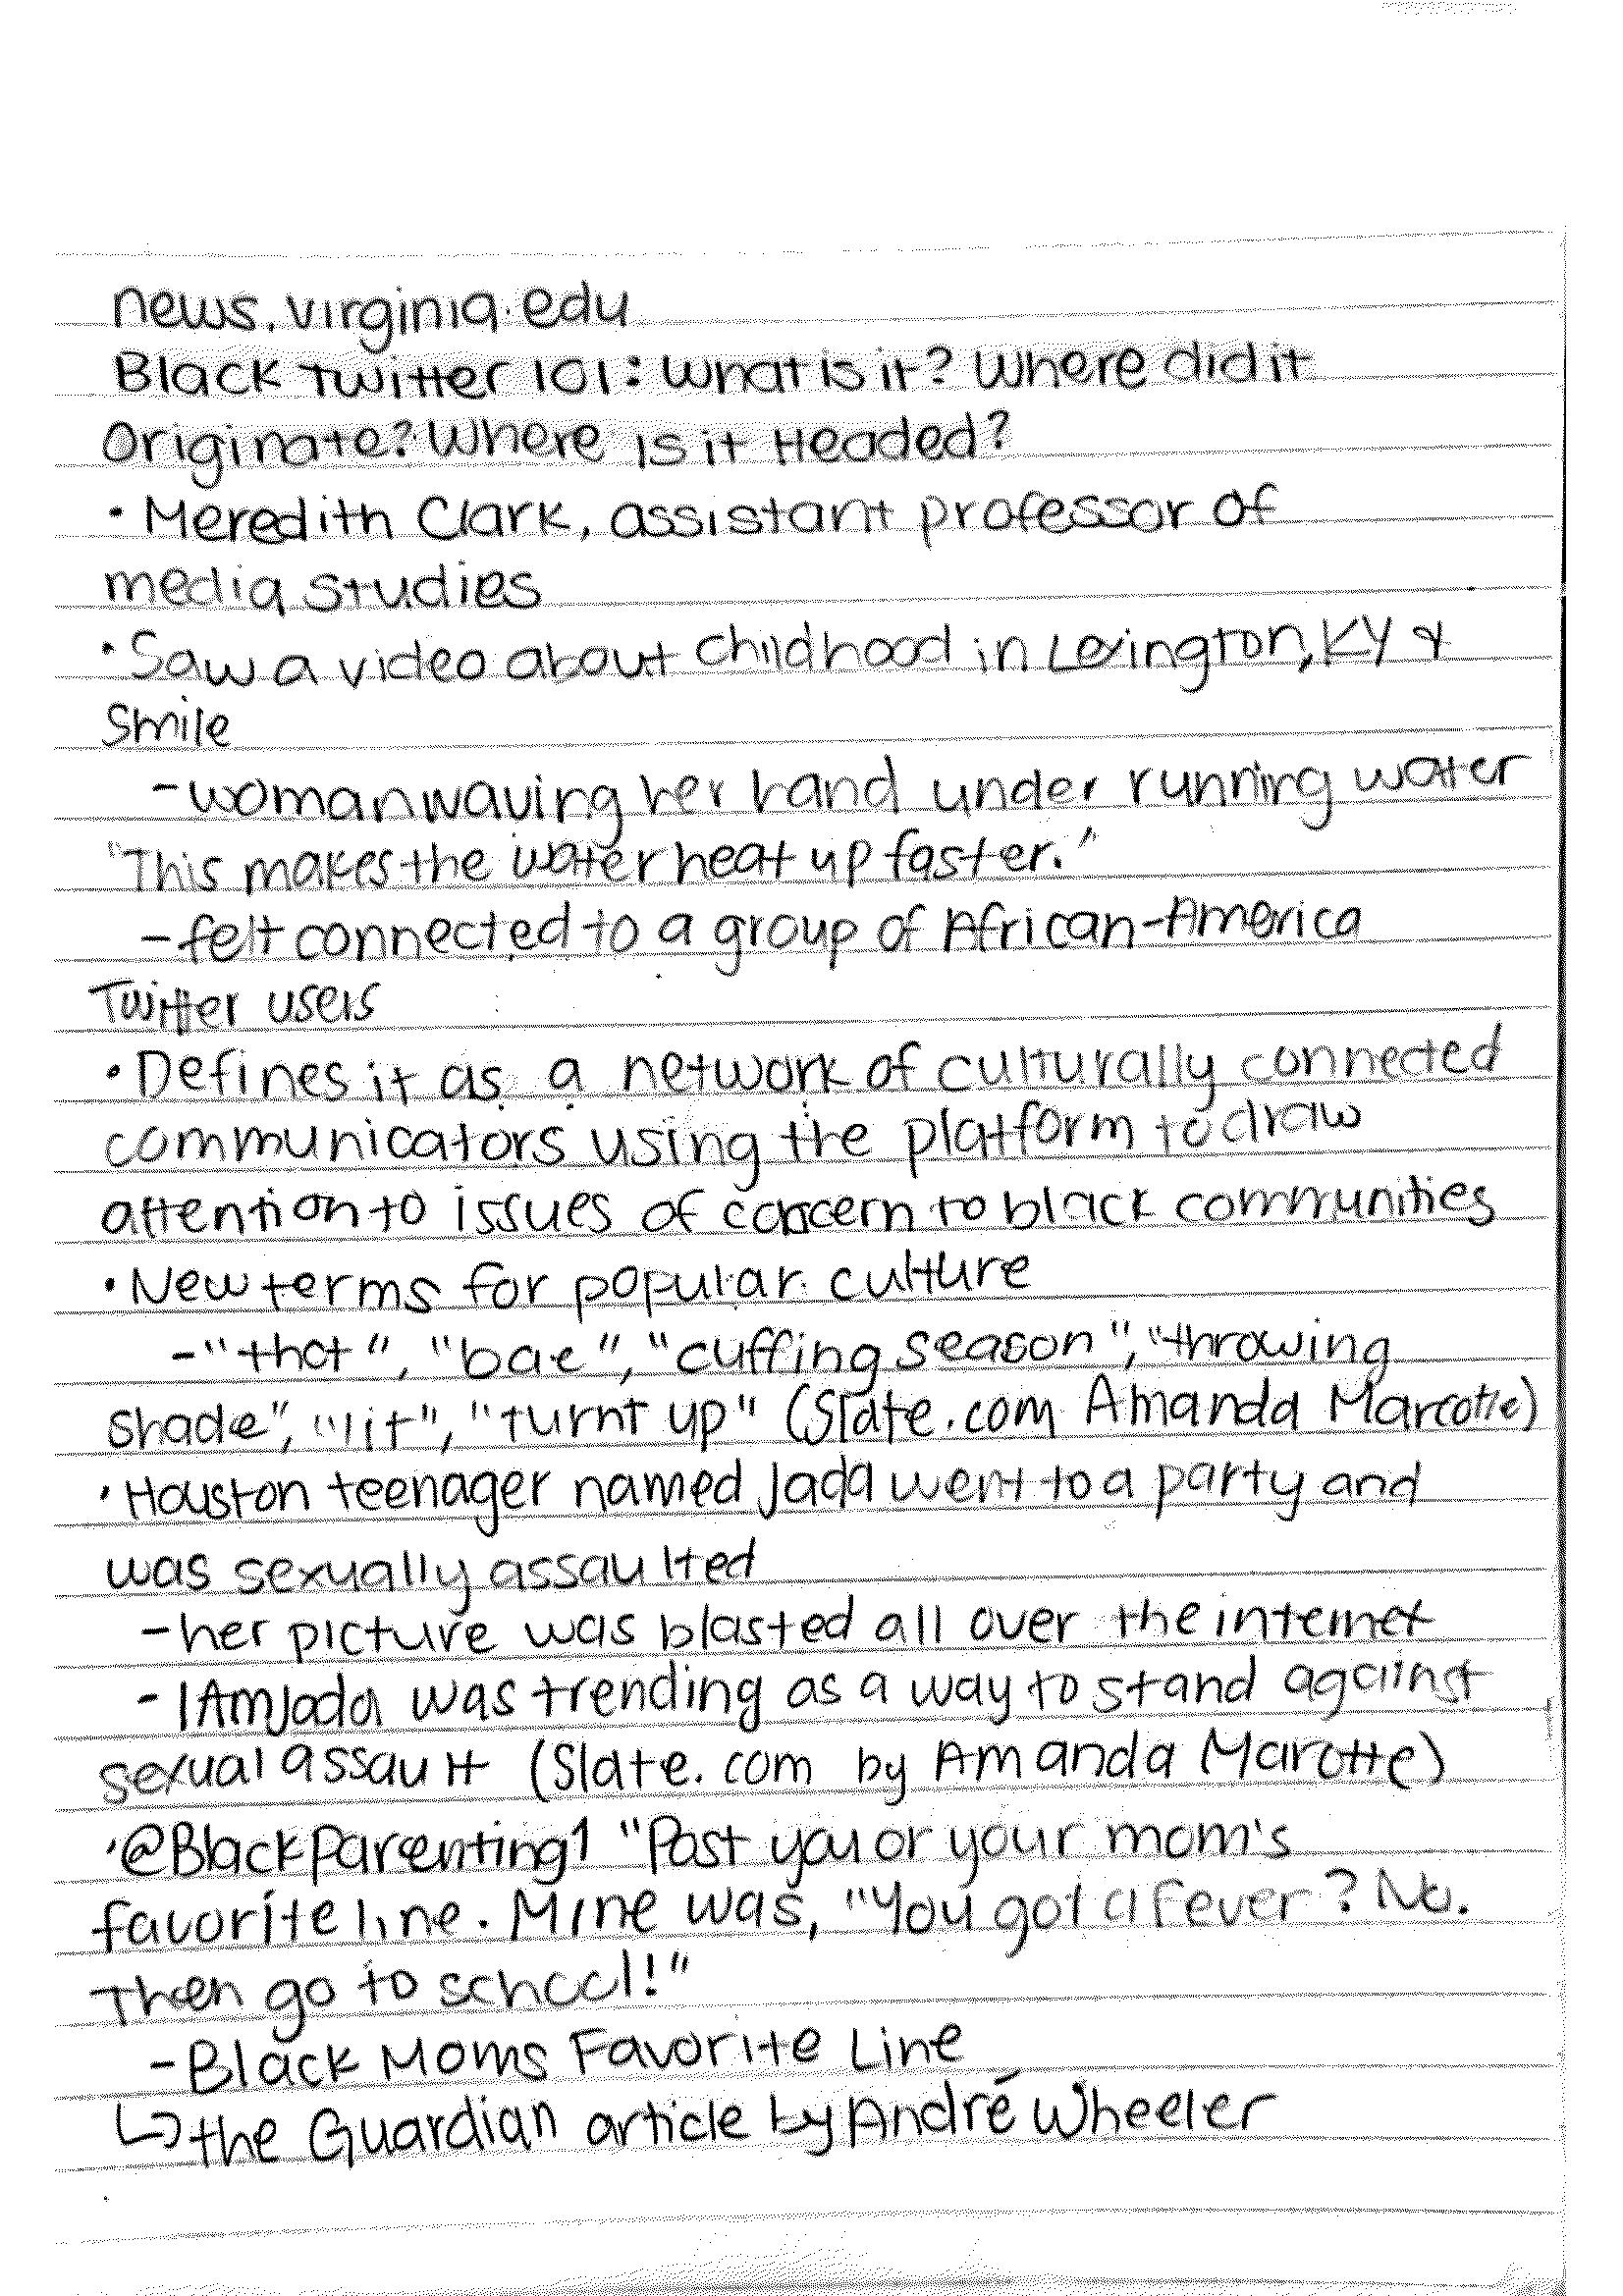 news.virginia.edu
Black Twitter 101: What is it? Where did it
Originate? Where Is it Headed?
• Meredith Clark, assistant professor of
media studies
• Saw a video about childhood in Lexington, KY &
Smile
- woman waving her hand under running water
"This makes the water heat up faster."
- felt connected to a group of African-America
Twitter users
• Defines it as a network of culturally connected
communicators using the platform to draw
attention to issues of concern to black communities
• New terms for popular culture
- "thot", "bae", "cuffing season", "throwing
shade", "lit", "turnt up" (Slate.com Amanda Marcotte)
• Houston teenager named Jada went to a party and
was sexually assaulted
- her picture was blasted all over the internet
- IAmJada was trending as a way to stand against
sexual assault (Slate.com by Amanda Marotte)
• @BlackParenting1 "Post you or your mom's
favorite line. Mine was, "You got a fever? No.
Then go to school!"
- Black Moms Favorite Line
↳ the Guardian article by André Wheeler